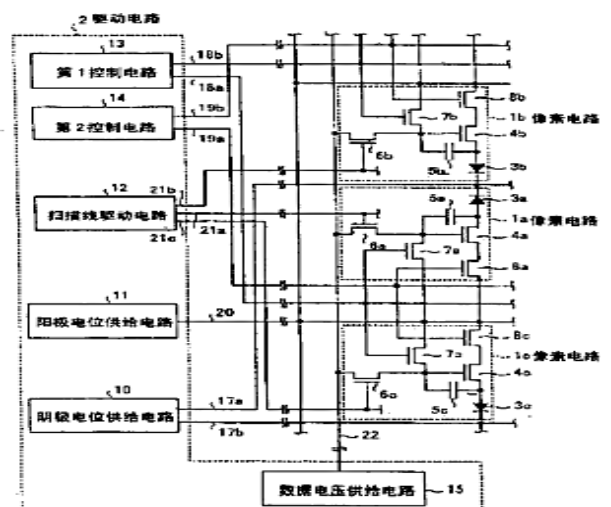 2 驱动电路
13
第1控制电路
18b
18a
14
第2控制电路
19b
19a
12
扫描线驱动电路
21b
21a
21c
11
阳极电位供给电路
20
10
阴极电位供给电路
17a
17b
22
数据电压供给电路
15
8b
7b
1b 像素电路
4b
6b
3b
3a
1a 像素电路
4a
6a
7a
8c
7c
1c 像素电路
6c
5c
3c